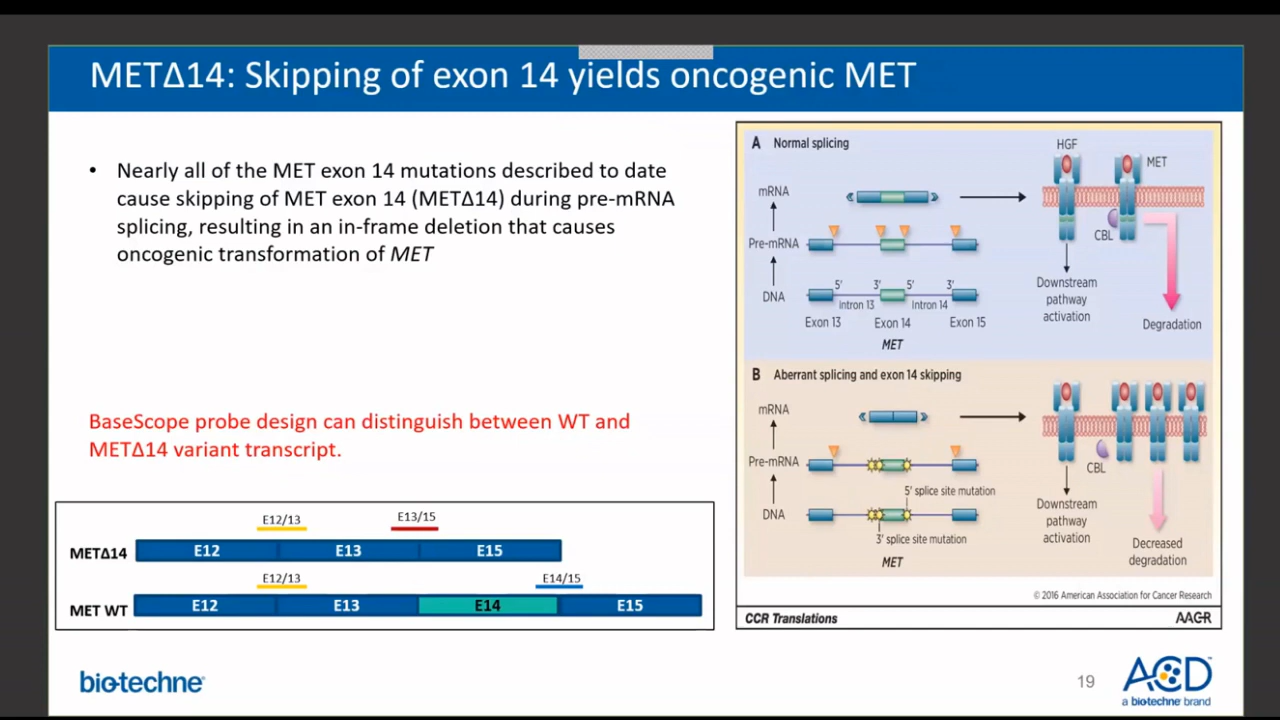 METΔ14: Skipping of exon 14 yields oncogenic MET
• Nearly all of the MET exon 14 mutations described to date
cause skipping of MET exon 14 (METΔ14) during pre-mRNA
splicing, resulting in an in-frame deletion that causes
oncogenic transformation of MET
BaseScope probe design can distinguish between WT and
METΔ14 variant transcript.
E12/13 E13/15
METΔ14 E12 E13 E15
E12/13 E14/15
MET WT E12 E13 E14 E15
A Normal splicing
HGF
MET
mRNA
CBL
Pre-mRNA
Downstream
pathway
activation
5' 3' 5' 3'
DNA
Intron 13 Intron 14
Exon 13 Exon 14 Exon 15
Degradation
MET
B Aberrant splicing and exon 14 skipping
mRNA
Pre-mRNA
CBL
5' splice site mutation
DNA
Downstream
pathway
activation
3' splice site mutation
Decreased
degradation
MET
© 2016 American Association for Cancer Research
CCR Translations AACR
bio-techne
19
ACD™
a bio-techne brand